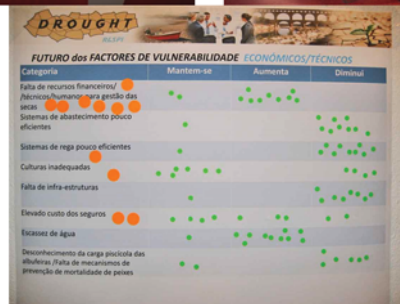 DROUGHT
R&SPI
FUTURO dos FACTORES DE VULNERABILIDADE ECONÓMICOS/TÉCNICOS
Categoria Mantem-se Aumenta Diminui
Falta de recursos financeiros/
/técnicos/humanos para gestão das
secas
Sistemas de abastecimento pouco
eficientes
Sistemas de rega pouco eficientes
Culturas inadequadas
Falta de infra-estruturas
Elevado custo dos seguros
Escassez de água
Desconhecimento da carga piscícola das
albufeiras /Falta de mecanismos de
prevenção de mortalidade de peixes